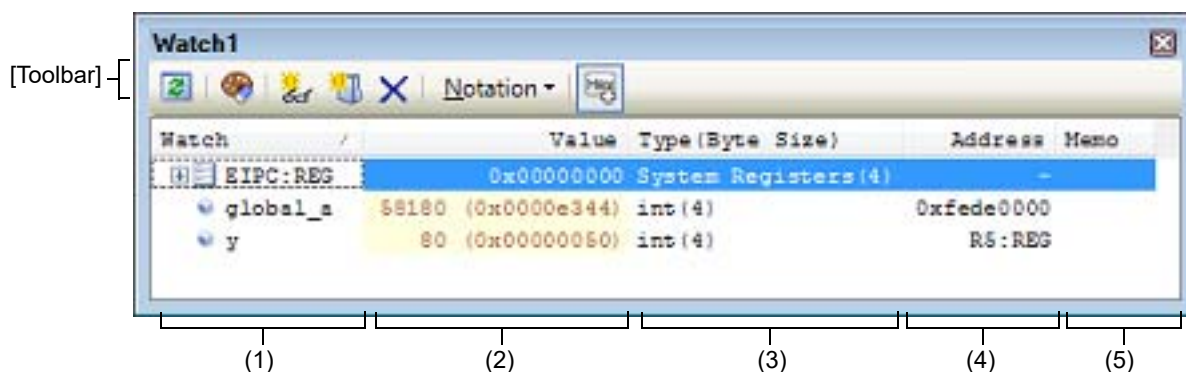 Watch1
[Toolbar]
Notation
Hex
Watch Value Type(Byte Size) Address Memo
EIPC:REG 0x00000000 System Registers(4) -
global_a 58180 (0x0000e344) int(4) 0xfede0000
y 80 (0x00000050) int(4) R5:REG
(1) (2) (3) (4) (5)